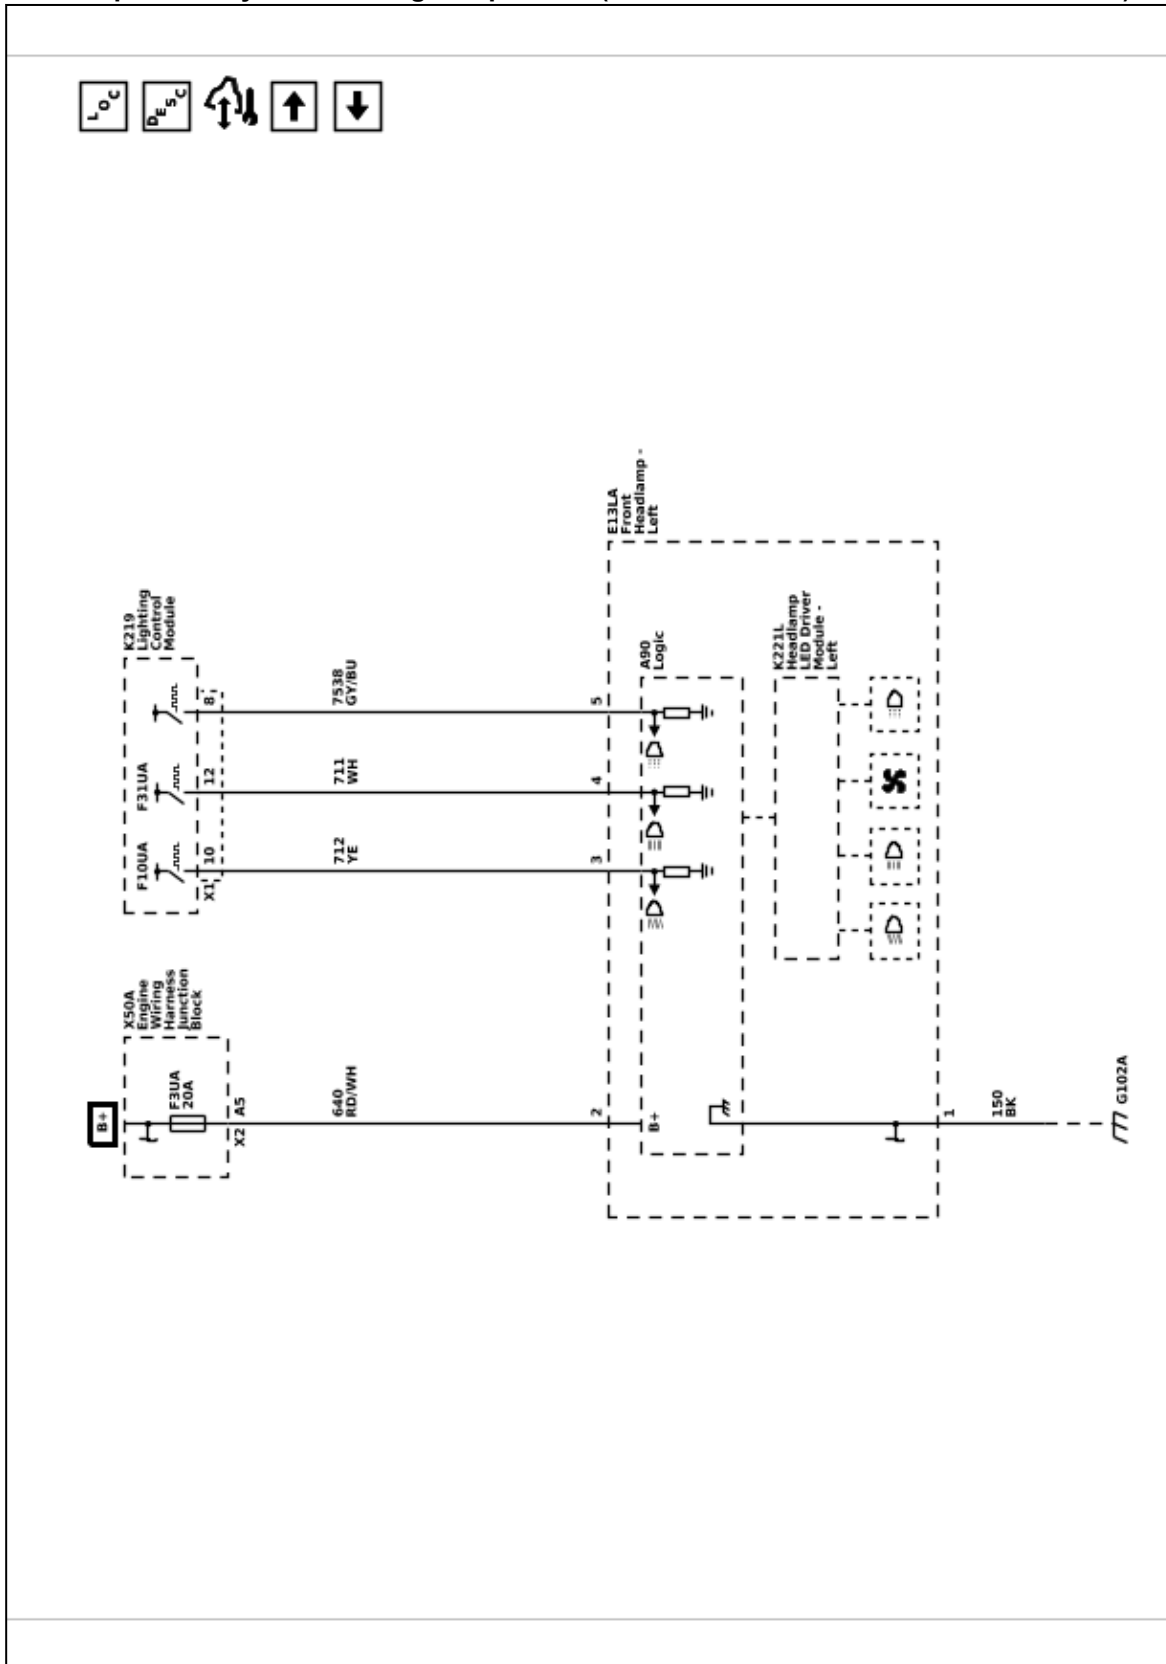 LOC
DESC
K219
Lighting
Control
Module
F10UA
F31UA
X1
10
12
8
712
YE
711
WH
7538
GY/BU
3
4
5
X50A
Engine
Wiring
Harness
Junction
Block
B+
F3UA
20A
X2
A5
640
RD/WH
2
E13LA
Front
Headlamp -
Left
A90
Logic
B+
K221L
Headlamp
LED Driver
Module -
Left
1
150
BK
G102A